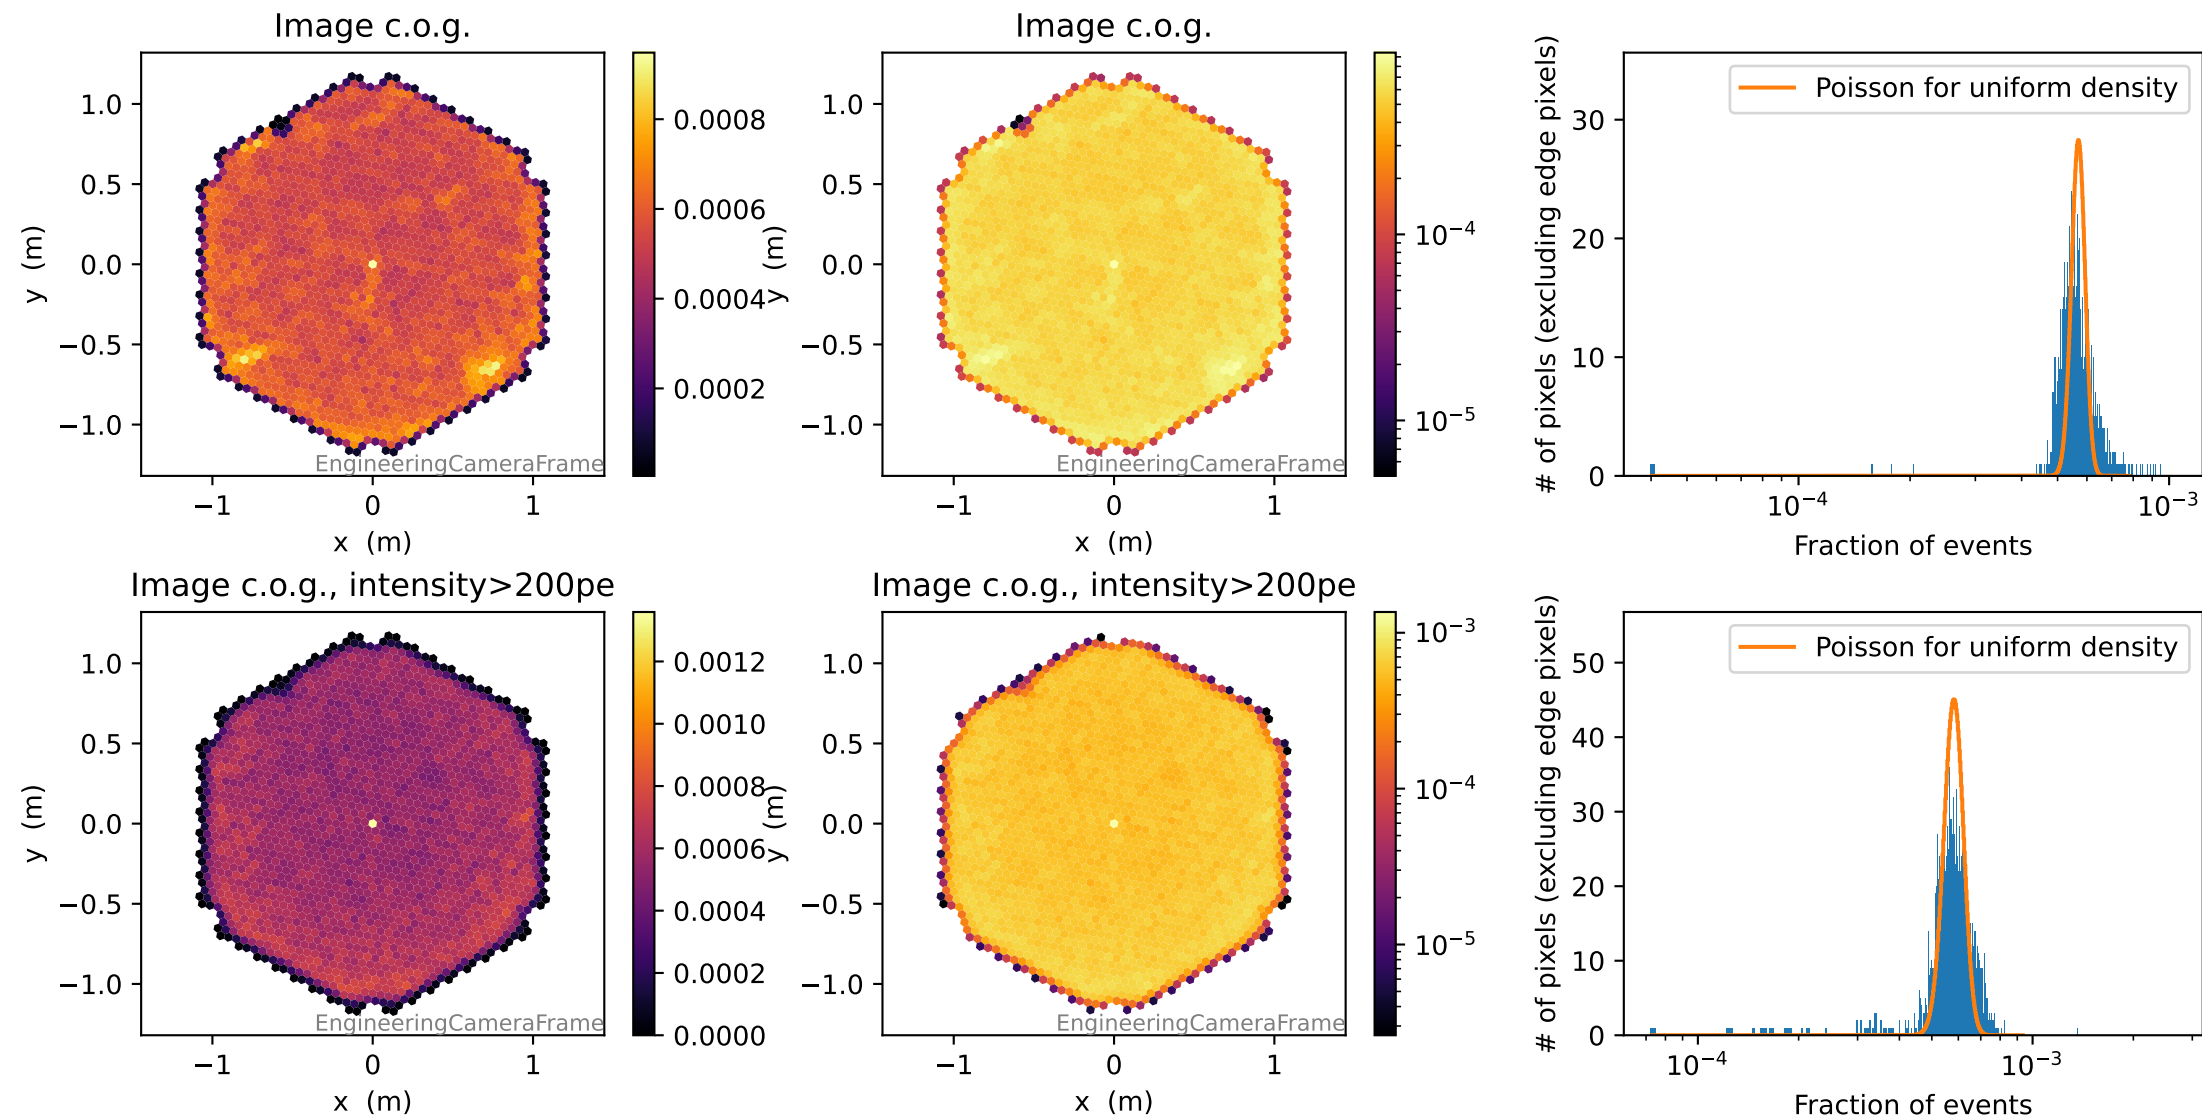 Image c.o.g.
1.0
0.5
0.0
−0.5
−1.0
y (m)
−1
0
1
x (m)
EngineeringCameraFrame
0.0008
0.0006
0.0004
0.0002
Image c.o.g.
1.0
0.5
0.0
−0.5
−1.0
y (m)
−1
0
1
x (m)
EngineeringCameraFrame
10⁻⁴
10⁻⁵
# of pixels (excluding edge pixels)
30
20
10
0
Poisson for uniform density
10⁻⁴
10⁻³
Fraction of events
Image c.o.g., intensity>200pe
1.0
0.5
0.0
−0.5
−1.0
y (m)
−1
0
1
x (m)
EngineeringCameraFrame
0.0012
0.0010
0.0008
0.0006
0.0004
0.0002
0.0000
Image c.o.g., intensity>200pe
1.0
0.5
0.0
−0.5
−1.0
y (m)
−1
0
1
x (m)
EngineeringCameraFrame
10⁻³
10⁻⁴
10⁻⁵
# of pixels (excluding edge pixels)
50
40
30
20
10
0
Poisson for uniform density
10⁻⁴
10⁻³
Fraction of events